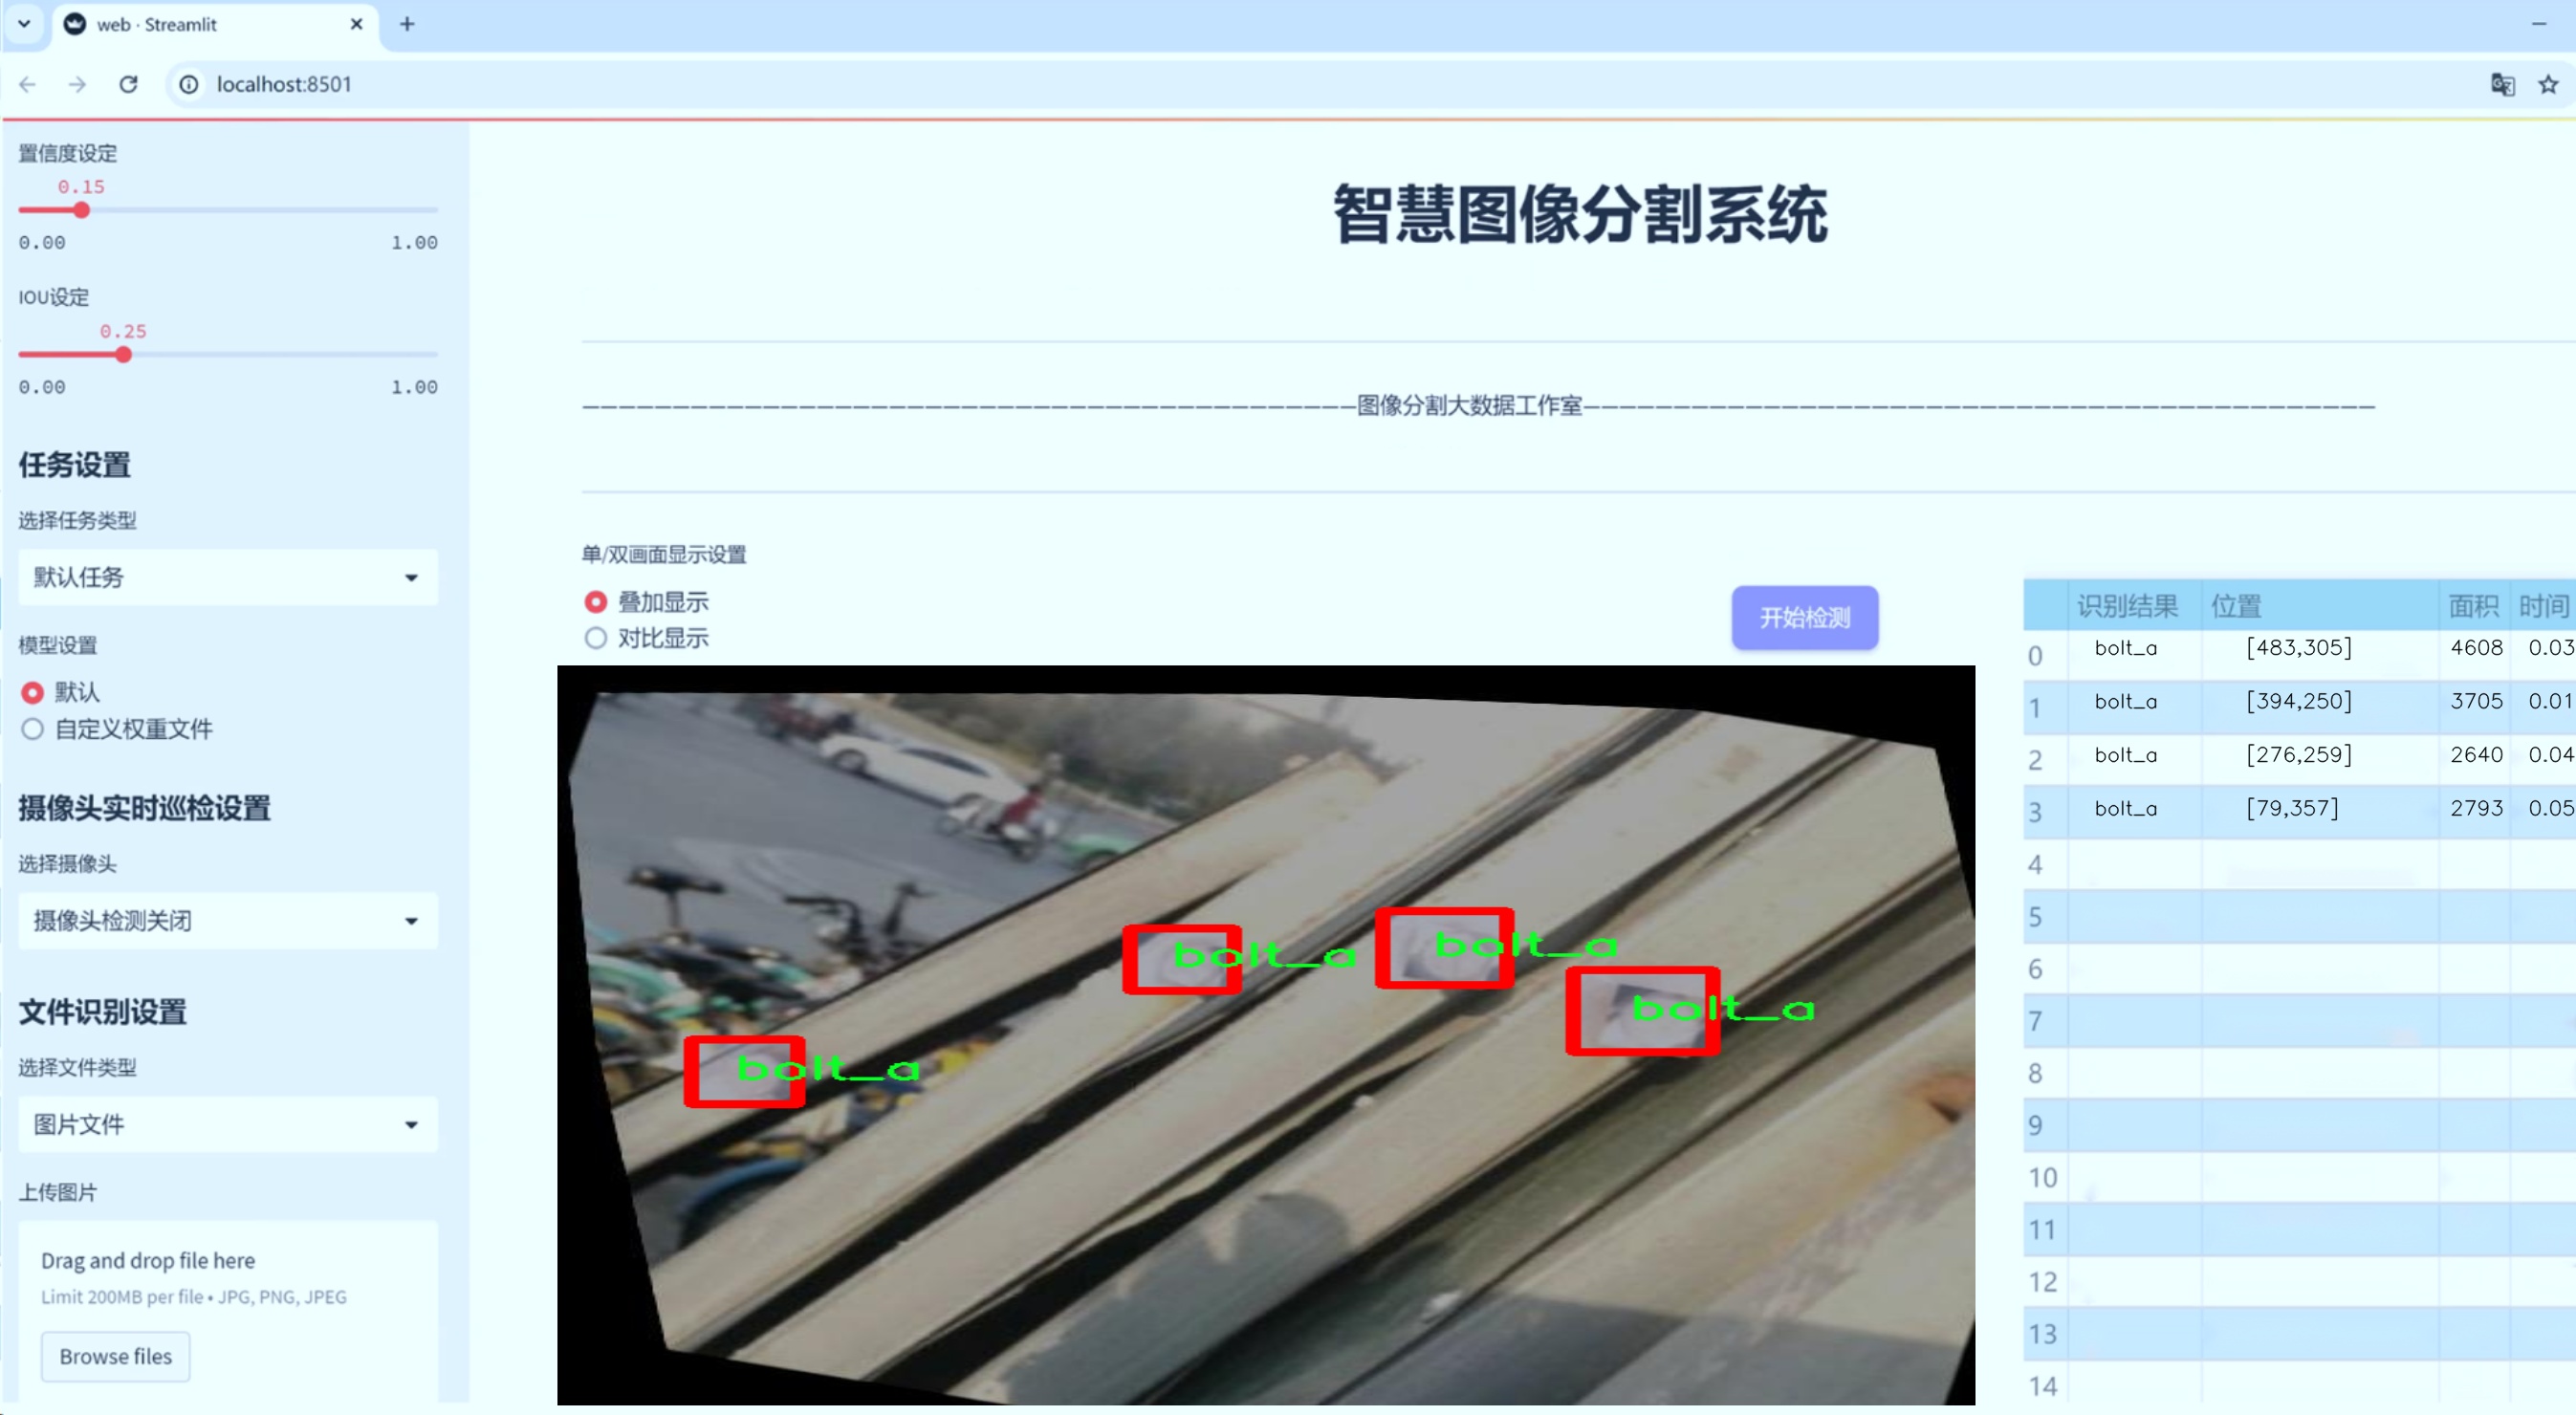 web · Streamlit
localhost:8501
置信度设定
0.15
0.00 1.00
IOU设定
0.25
0.00 1.00
任务设置
选择任务类型
默认任务
模型设置
默认
自定义权重文件
摄像头实时巡检设置
选择摄像头
摄像头检测关闭
文件识别设置
选择文件类型
图片文件
上传图片
Drag and drop file here
Limit 200MB per file • JPG, PNG, JPEG
Browse files
智慧图像分割系统
———————————————————————————————————————————图像分割大数据工作室————————————————————————————————————————————
单/双画面显示设置
叠加显示
对比显示
开始检测
bolt_a
bolt_a
bolt_a
bolt_a
识别结果 位置 面积 时间
0 bolt_a [483,305] 4608 0.03
1 bolt_a [394,250] 3705 0.01
2 bolt_a [276,259] 2640 0.04
3 bolt_a [79,357] 2793 0.05
4
5
6
7
8
9
10
11
12
13
14